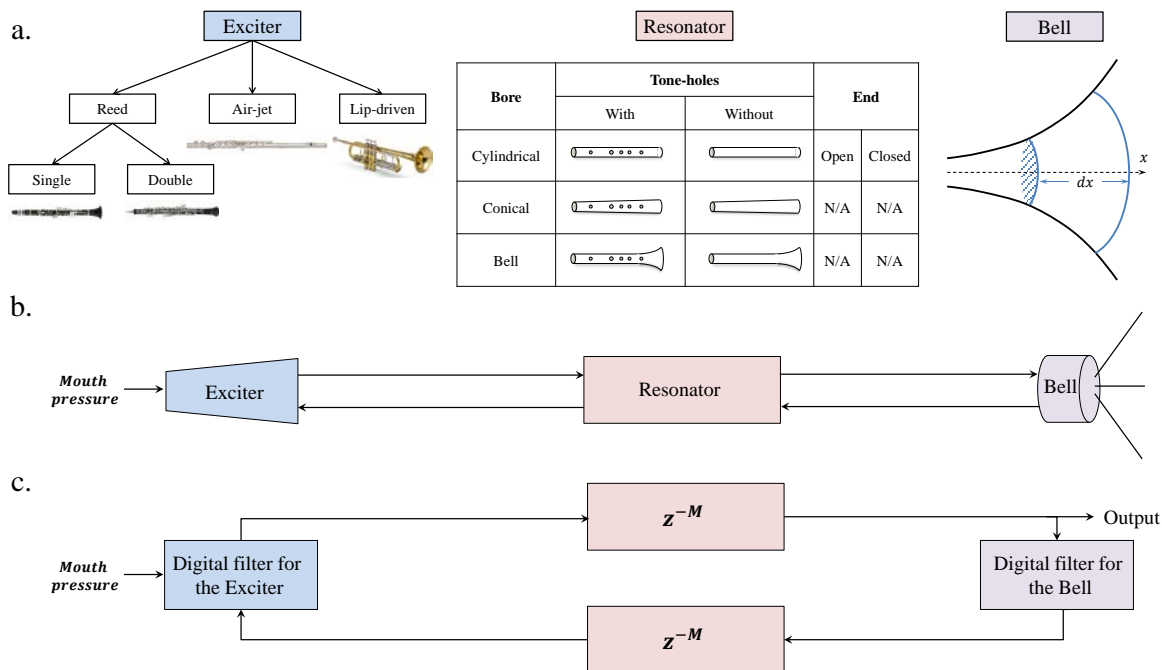 a.
Exciter
Reed
Air-jet
Lip-driven
Single
Double
Resonator
Bore
Tone-holes
End
With
Without
Cylindrical
Open
Closed
Conical
N/A
N/A
Bell
N/A
N/A
Bell
x
dx
b.
Mouth
pressure
Exciter
Resonator
Bell
c.
Mouth
pressure
Digital filter for
the Exciter
z^{-M}
Output
Digital filter for
the Bell
z^{-M}